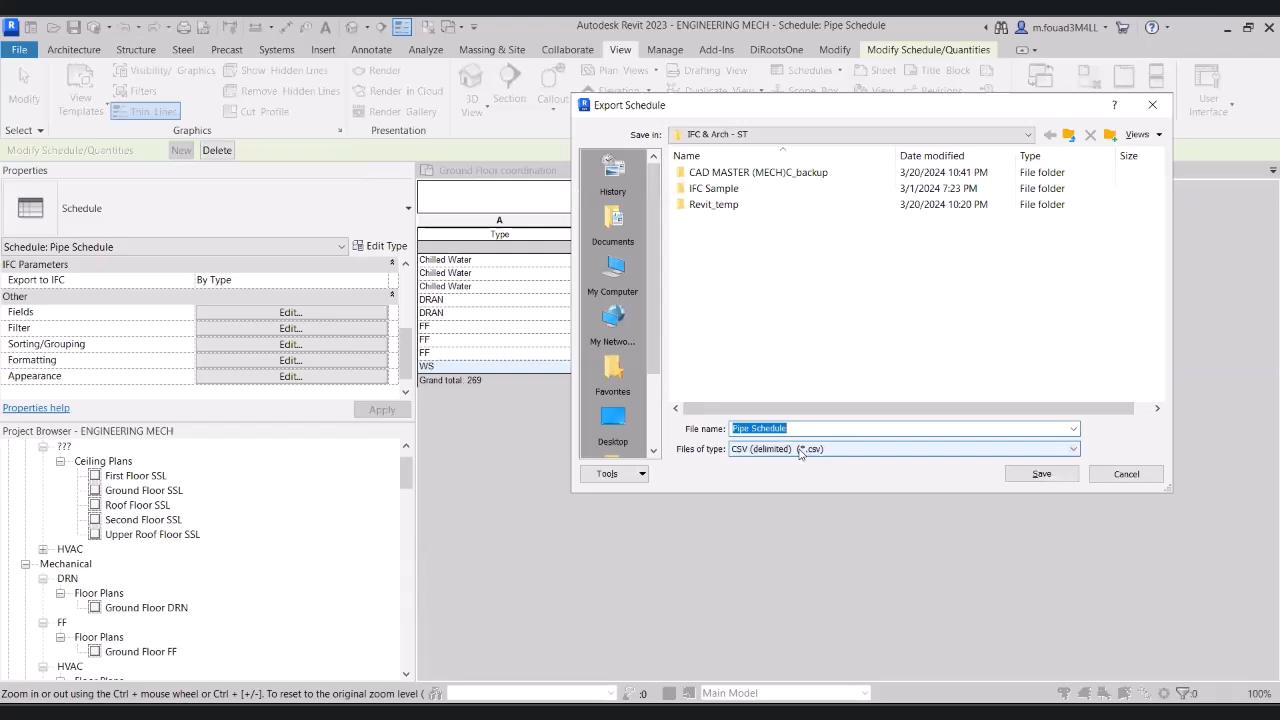 Autodesk Revit 2023 - ENGINEERING MECH - Schedule: Pipe Schedule
m.fouad3M4LL
File Architecture Structure Steel Precast Systems Insert Annotate Analyze Massing & Site Collaborate View Manage Add-Ins DiRootsOne Modify Modify Schedule/Quantities
Modify
View
Templates
Visibility/ Graphics
Filters
Thin Lines
Show Hidden Lines
Remove Hidden Lines
Cut Profile
Render
Render in Cloud
Render Gallery
3D
View
Section
Callout
Plan Views
Elevation
Drafting View
Duplicate View
Schedules
Sheet
View
Title Block
Revisions
User
Interface
Select
Graphics
Presentation
Modify Schedule/Quantities New Delete
Properties
Schedule
Schedule: Pipe Schedule
Edit Type
IFC Parameters
Export to IFC By Type
Other
Fields Edit...
Filter Edit...
Sorting/Grouping Edit...
Formatting Edit...
Appearance Edit...
Properties help
Apply
Project Browser - ENGINEERING MECH
???
Ceiling Plans
First Floor SSL
Ground Floor SSL
Roof Floor SSL
Second Floor SSL
Upper Roof Floor SSL
HVAC
Mechanical
DRN
Floor Plans
Ground Floor DRN
FF
Floor Plans
Ground Floor FF
HVAC
Ground Floor coordination
A
Type
Chilled Water
Chilled Water
Chilled Water
DRAN
DRAN
FF
FF
FF
WS
Grand total: 269
Export Schedule
?
Save in: IFC & Arch - ST
Views
Name Date modified Type Size
CAD MASTER (MECH)C_backup 3/20/2024 10:41 PM File folder
IFC Sample 3/1/2024 7:23 PM File folder
Revit_temp 3/20/2024 10:20 PM File folder
History
Documents
My Computer
My Netwo...
Favorites
Desktop
File name: Pipe Schedule
Files of type: CSV (delimited) (*.csv)
Tools
Save
Cancel
Zoom in or out using the Ctrl + mouse wheel or Ctrl + [+/-]. To reset to the original zoom level (
:0
Main Model
:0
100%